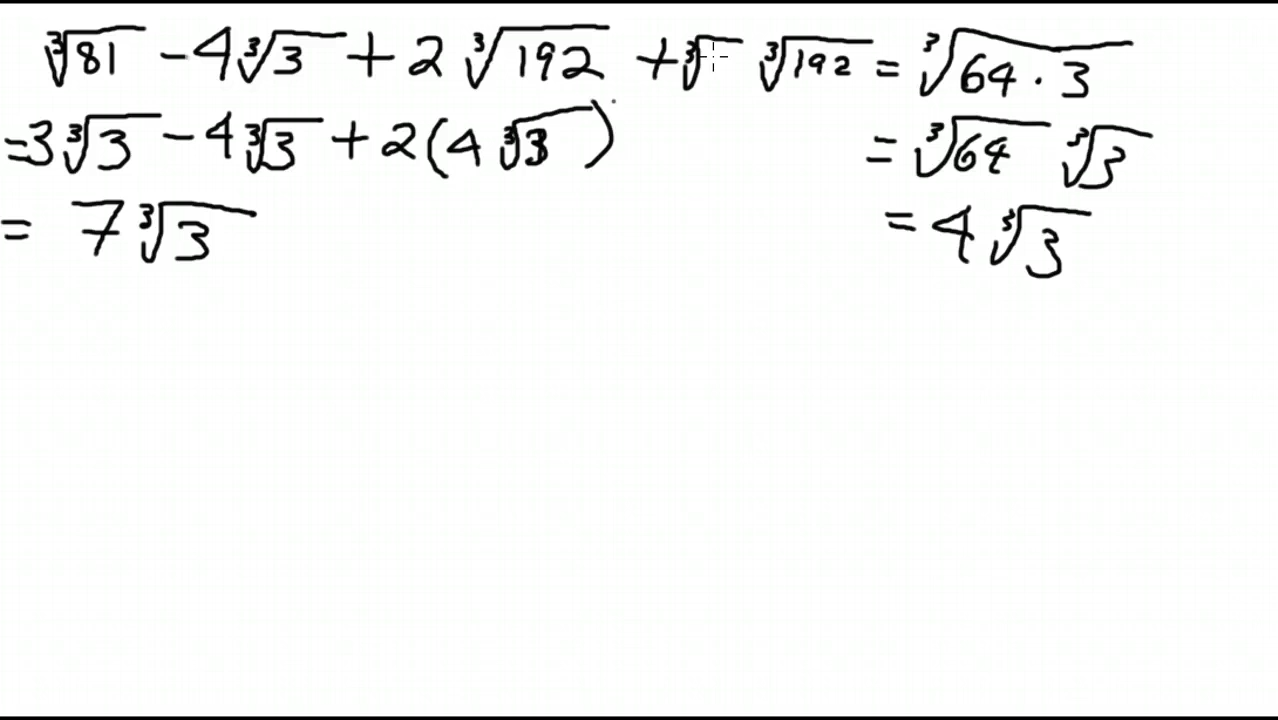 ∛81 − 4∛3 + 2∛192 + ∛
= 3∛3 − 4∛3 + 2(4∛3)
= 7∛3
∛192 = ∛(64 · 3)
= ∛64 ∛3
= 4∛3